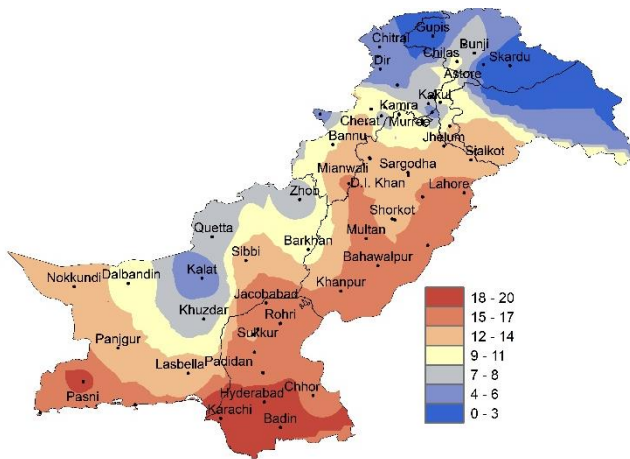 Gupis
Chitral
Bunji
Dir
Chilas
Skardu
Astore
Kakul
Kamra
Cherat
Murree
Bannu
Jhelum
Sialkot
Mianwali
Sargodha
D.I. Khan
Lahore
Zhob
Shorkot
Quetta
Multan
Sibbi
Barkhan
Bahawalpur
Kalat
Nokkundi
Dalbandin
Khanpur
Jacobabad
Khuzdar
Rohri
Sukkur
Panjgur
Lasbella
Padidan
Pasni
Hyderabad
Chhor
Karachi
Badin
18 - 20
15 - 17
12 - 14
9 - 11
7 - 8
4 - 6
0 - 3